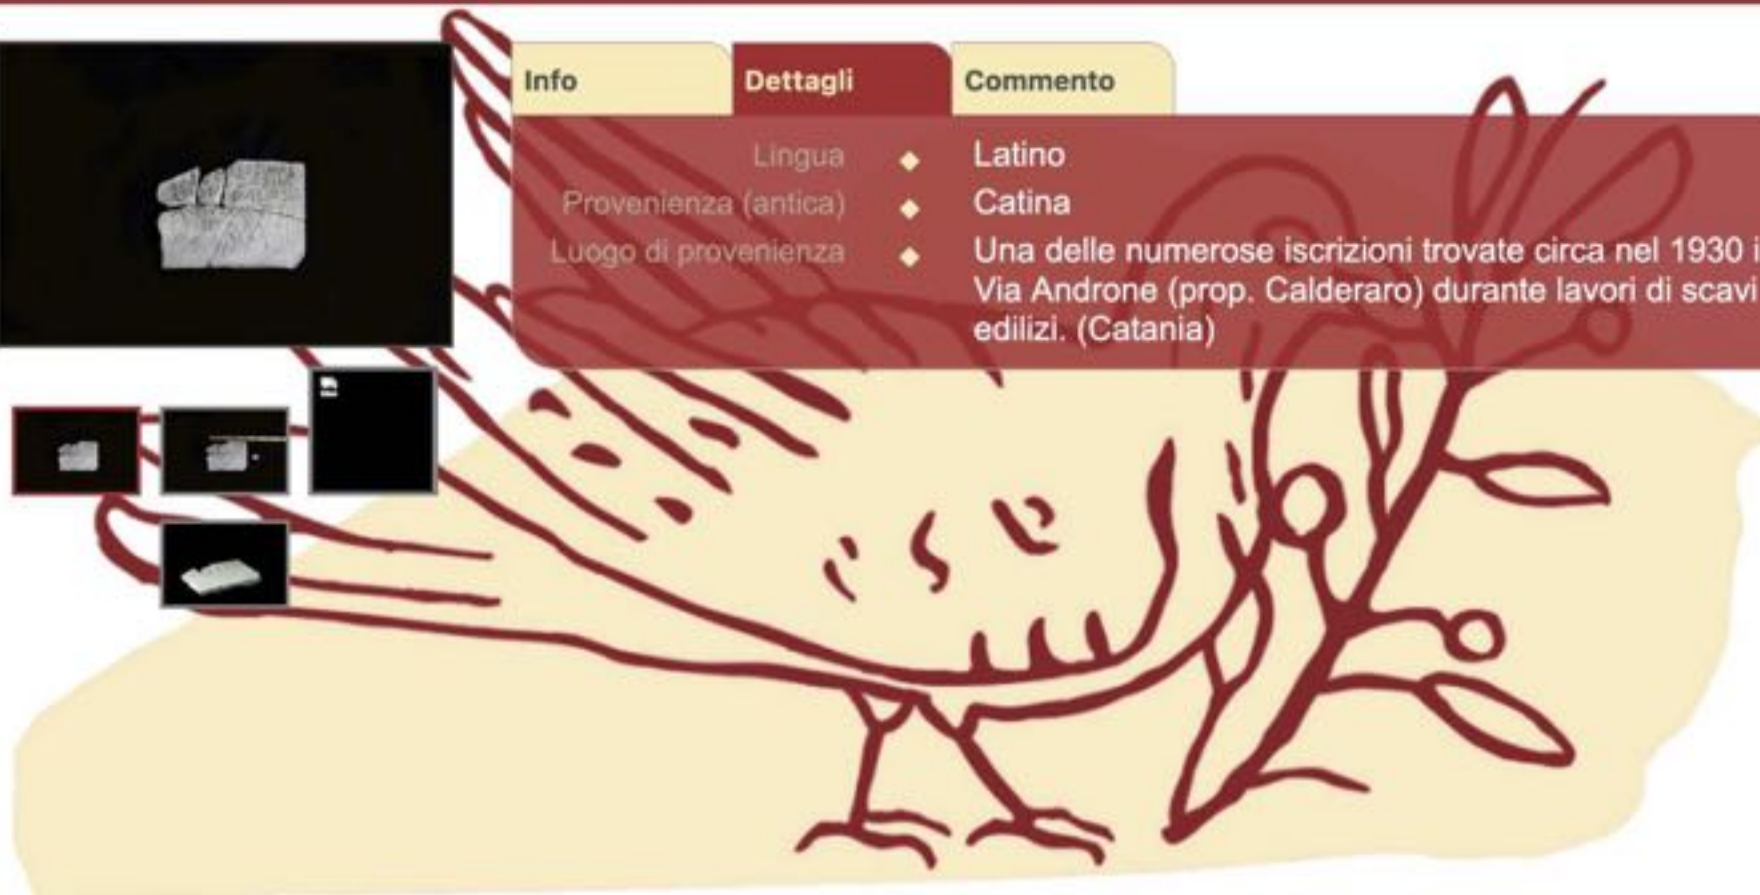 Info Dettagli Commento
Lingua ◆ Latino
Provenienza (antica) ◆ Catina
Luogo di provenienza ◆ Una delle numerose iscrizioni trovate circa nel 1930 i
Via Androne (prop. Calderaro) durante lavori di scavi
edilizi. (Catania)